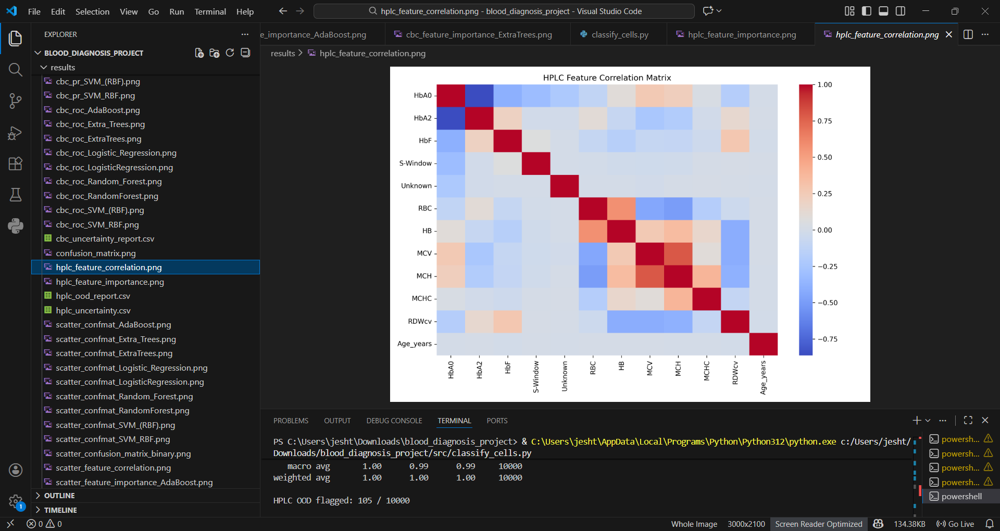 File Edit Selection View Go Run Terminal Help
hplc_feature_correlation.png - blood_diagnosis_project - Visual Studio Code
EXPLORER
BLOOD_DIAGNOSIS_PROJECT
results
cbc_pr_SVM_(RBF).png
cbc_pr_SVM_RBF.png
cbc_roc_AdaBoost.png
cbc_roc_Extra_Trees.png
cbc_roc_ExtraTrees.png
cbc_roc_Logistic_Regression.png
cbc_roc_LogisticRegression.png
cbc_roc_Random_Forest.png
cbc_roc_RandomForest.png
cbc_roc_SVM_(RBF).png
cbc_roc_SVM_RBF.png
cbc_uncertainty_report.csv
confusion_matrix.png
hplc_feature_correlation.png
hplc_feature_importance.png
hplc_ood_report.csv
hplc_uncertainty.csv
scatter_confmat_AdaBoost.png
scatter_confmat_Extra_Trees.png
scatter_confmat_ExtraTrees.png
scatter_confmat_Logistic_Regression.png
scatter_confmat_LogisticRegression.png
scatter_confmat_Random_Forest.png
scatter_confmat_RandomForest.png
scatter_confmat_SVM_(RBF).png
scatter_confmat_SVM_RBF.png
scatter_confusion_matrix_binary.png
scatter_feature_correlation.png
scatter_feature_importance_AdaBoost.png
OUTLINE
TIMELINE
e_importance_AdaBoost.png cbc_feature_importance_ExtraTrees.png classify_cells.py hplc_feature_importance.png hplc_feature_correlation.png
results > hplc_feature_correlation.png
HPLC Feature Correlation Matrix
HbA0
HbA2
HbF
S-Window
Unknown
RBC
HB
MCV
MCH
MCHC
RDWcv
Age_years
HbA0 HbA2 HbF S-Window Unknown RBC HB MCV MCH MCHC RDWcv Age_years
1.00
0.75
0.50
0.25
0.00
−0.25
−0.50
−0.75
PROBLEMS OUTPUT DEBUG CONSOLE TERMINAL PORTS
PS C:\Users\jesht\Downloads\blood_diagnosis_project> & C:\Users\jesht\AppData\Local\Programs\Python\Python312\python.exe c:/Users/jesht/
Downloads/blood_diagnosis_project/src/classify_cells.py
macro avg 1.00 0.99 0.99 10000
weighted avg 1.00 1.00 1.00 10000
HPLC OOD flagged: 105 / 10000
powersh...
powersh...
powersh...
powersh...
powershell
1
0 0 Whole Image 3000x2100 Screen Reader Optimized 134.38KB Go Live